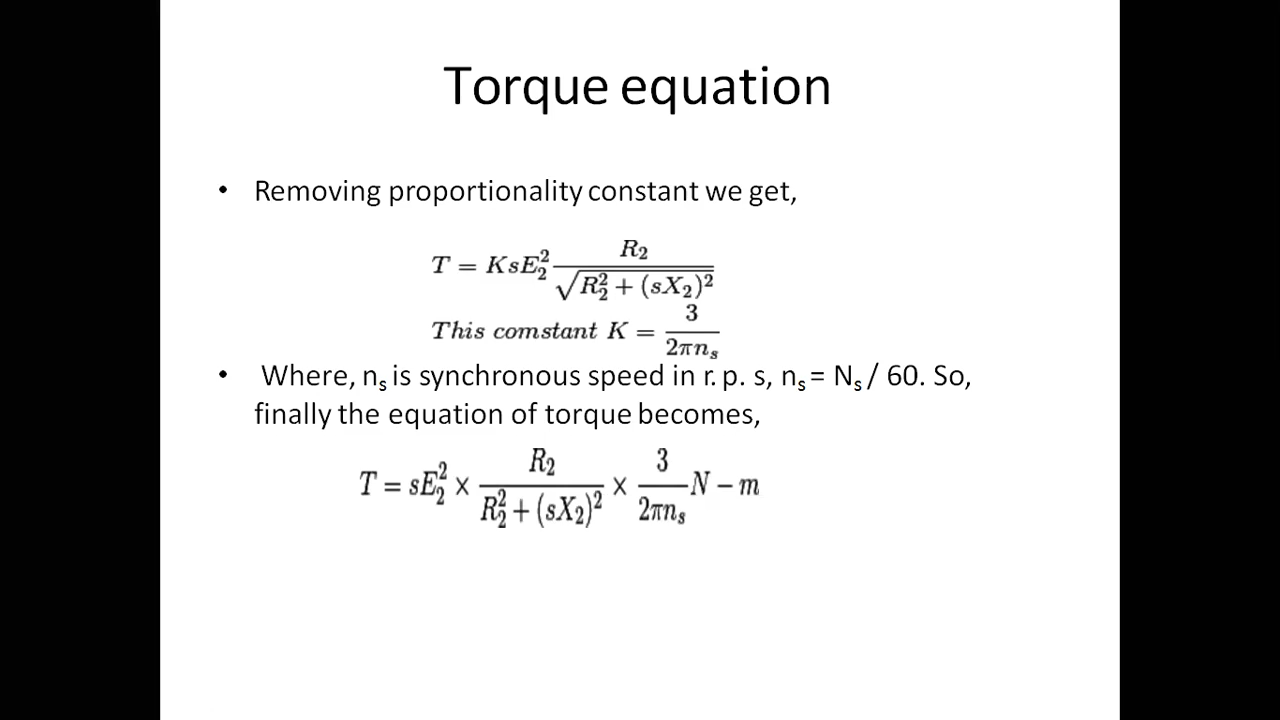 Torque equation
• Removing proportionality constant we get,
T = KsE₂² R₂ / √(R₂² + (sX₂)²)
This comstant K = 3 / 2πnₛ
• Where, nₛ is synchronous speed in r. p. s, nₛ = Nₛ / 60. So,
finally the equation of torque becomes,
T = sE₂² × R₂ / (R₂² + (sX₂)²) × 3 / 2πnₛ N − m